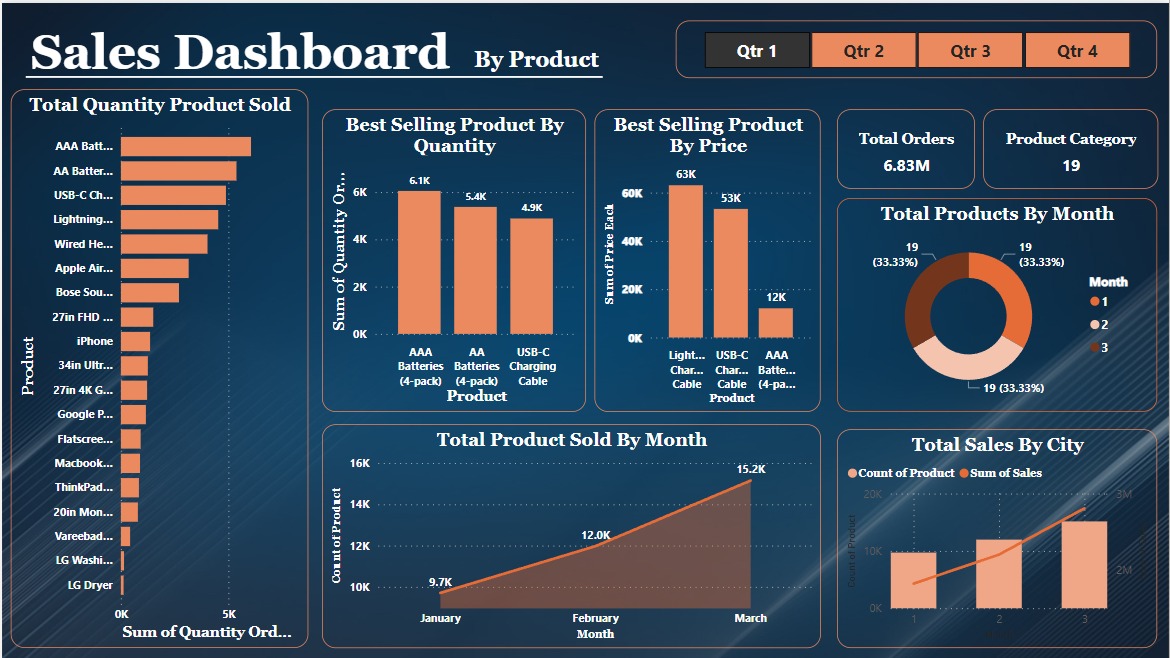 Sales Dashboard By Product
Qtr 1
Qtr 2
Qtr 3
Qtr 4
Total Quantity Product Sold
Product
AAA Batt...
AA Batter...
USB-C Ch...
Lightning...
Wired He...
Apple Air...
Bose Sou...
27in FHD ...
iPhone
34in Ultr...
27in 4K G...
Google P...
Flatscree...
Macbook...
ThinkPad...
20in Mon...
Vareebad...
LG Washi...
LG Dryer
0K
5K
Sum of Quantity Ord...
Best Selling Product By
Quantity
Sum of Quantity Or...
6K
4K
2K
0K
6.1K
5.4K
4.9K
AAA
Batteries
(4-pack)
AA
Batteries
(4-pack)
USB-C
Charging
Cable
Product
Best Selling Product
By Price
Sum of Price Each
60K
40K
20K
0K
63K
53K
12K
Light...
Char...
Cable
USB-C
Char...
Cable
AAA
Batte...
(4-pa...
Product
Total Orders
6.83M
Product Category
19
Total Products By Month
19
(33.33%)
19
(33.33%)
19 (33.33%)
Month
1
2
3
Total Product Sold By Month
Count of Product
16K
14K
12K
10K
9.7K
12.0K
15.2K
January
February
March
Month
Total Sales By City
Count of Product
Sum of Sales
Count of Product
20K
10K
0K
3M
2M
1
2
3